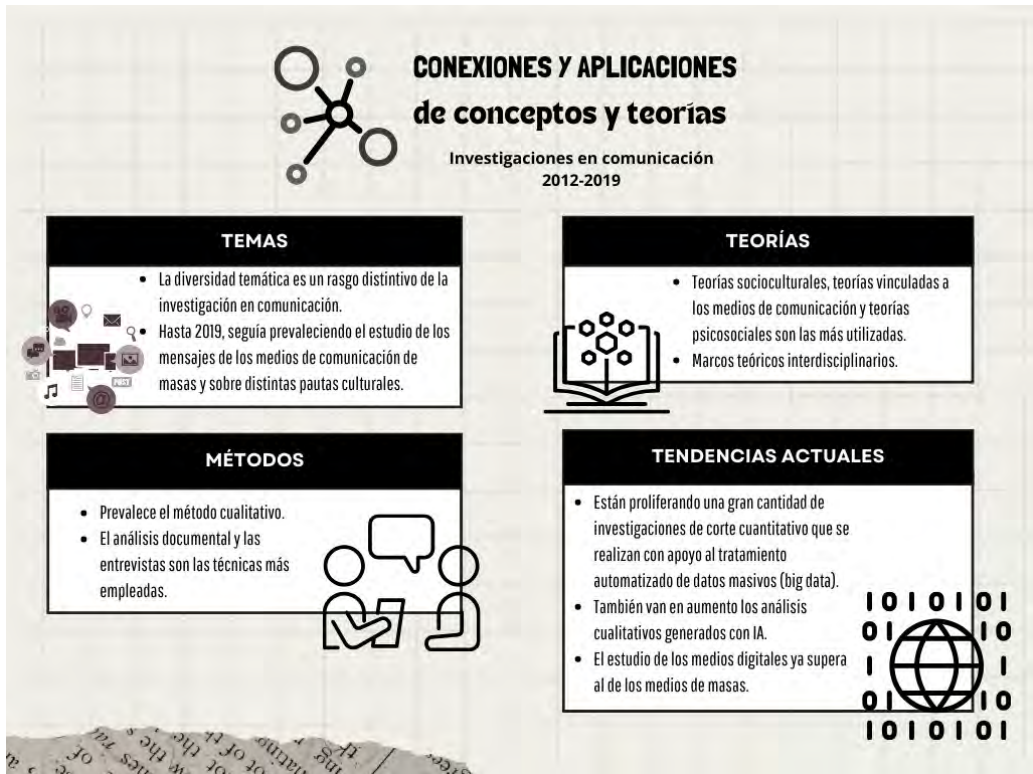 CONEXIONES Y APLICACIONES
de conceptos y teorías
Investigaciones en comunicación
2012-2019
TEMAS
• La diversidad temática es un rasgo distintivo de la
investigación en comunicación.
• Hasta 2019, seguía prevaleciendo el estudio de los
mensajes de los medios de comunicación de
masas y sobre distintas pautas culturales.
POST
@
TEORÍAS
• Teorías socioculturales, teorías vinculadas a
los medios de comunicación y teorías
psicosociales son las más utilizadas.
• Marcos teóricos interdisciplinarios.
MÉTODOS
• Prevalece el método cualitativo.
• El análisis documental y las
entrevistas son las técnicas más
empleadas.
TENDENCIAS ACTUALES
• Están proliferando una gran cantidad de
investigaciones de corte cuantitativo que se
realizan con apoyo al tratamiento
automatizado de datos masivos (big data).
• También van en aumento los análisis
cualitativos generados con IA.
• El estudio de los medios digitales ya supera
al de los medios de masas.
1010101
01 10
1 1
01 10
1010101